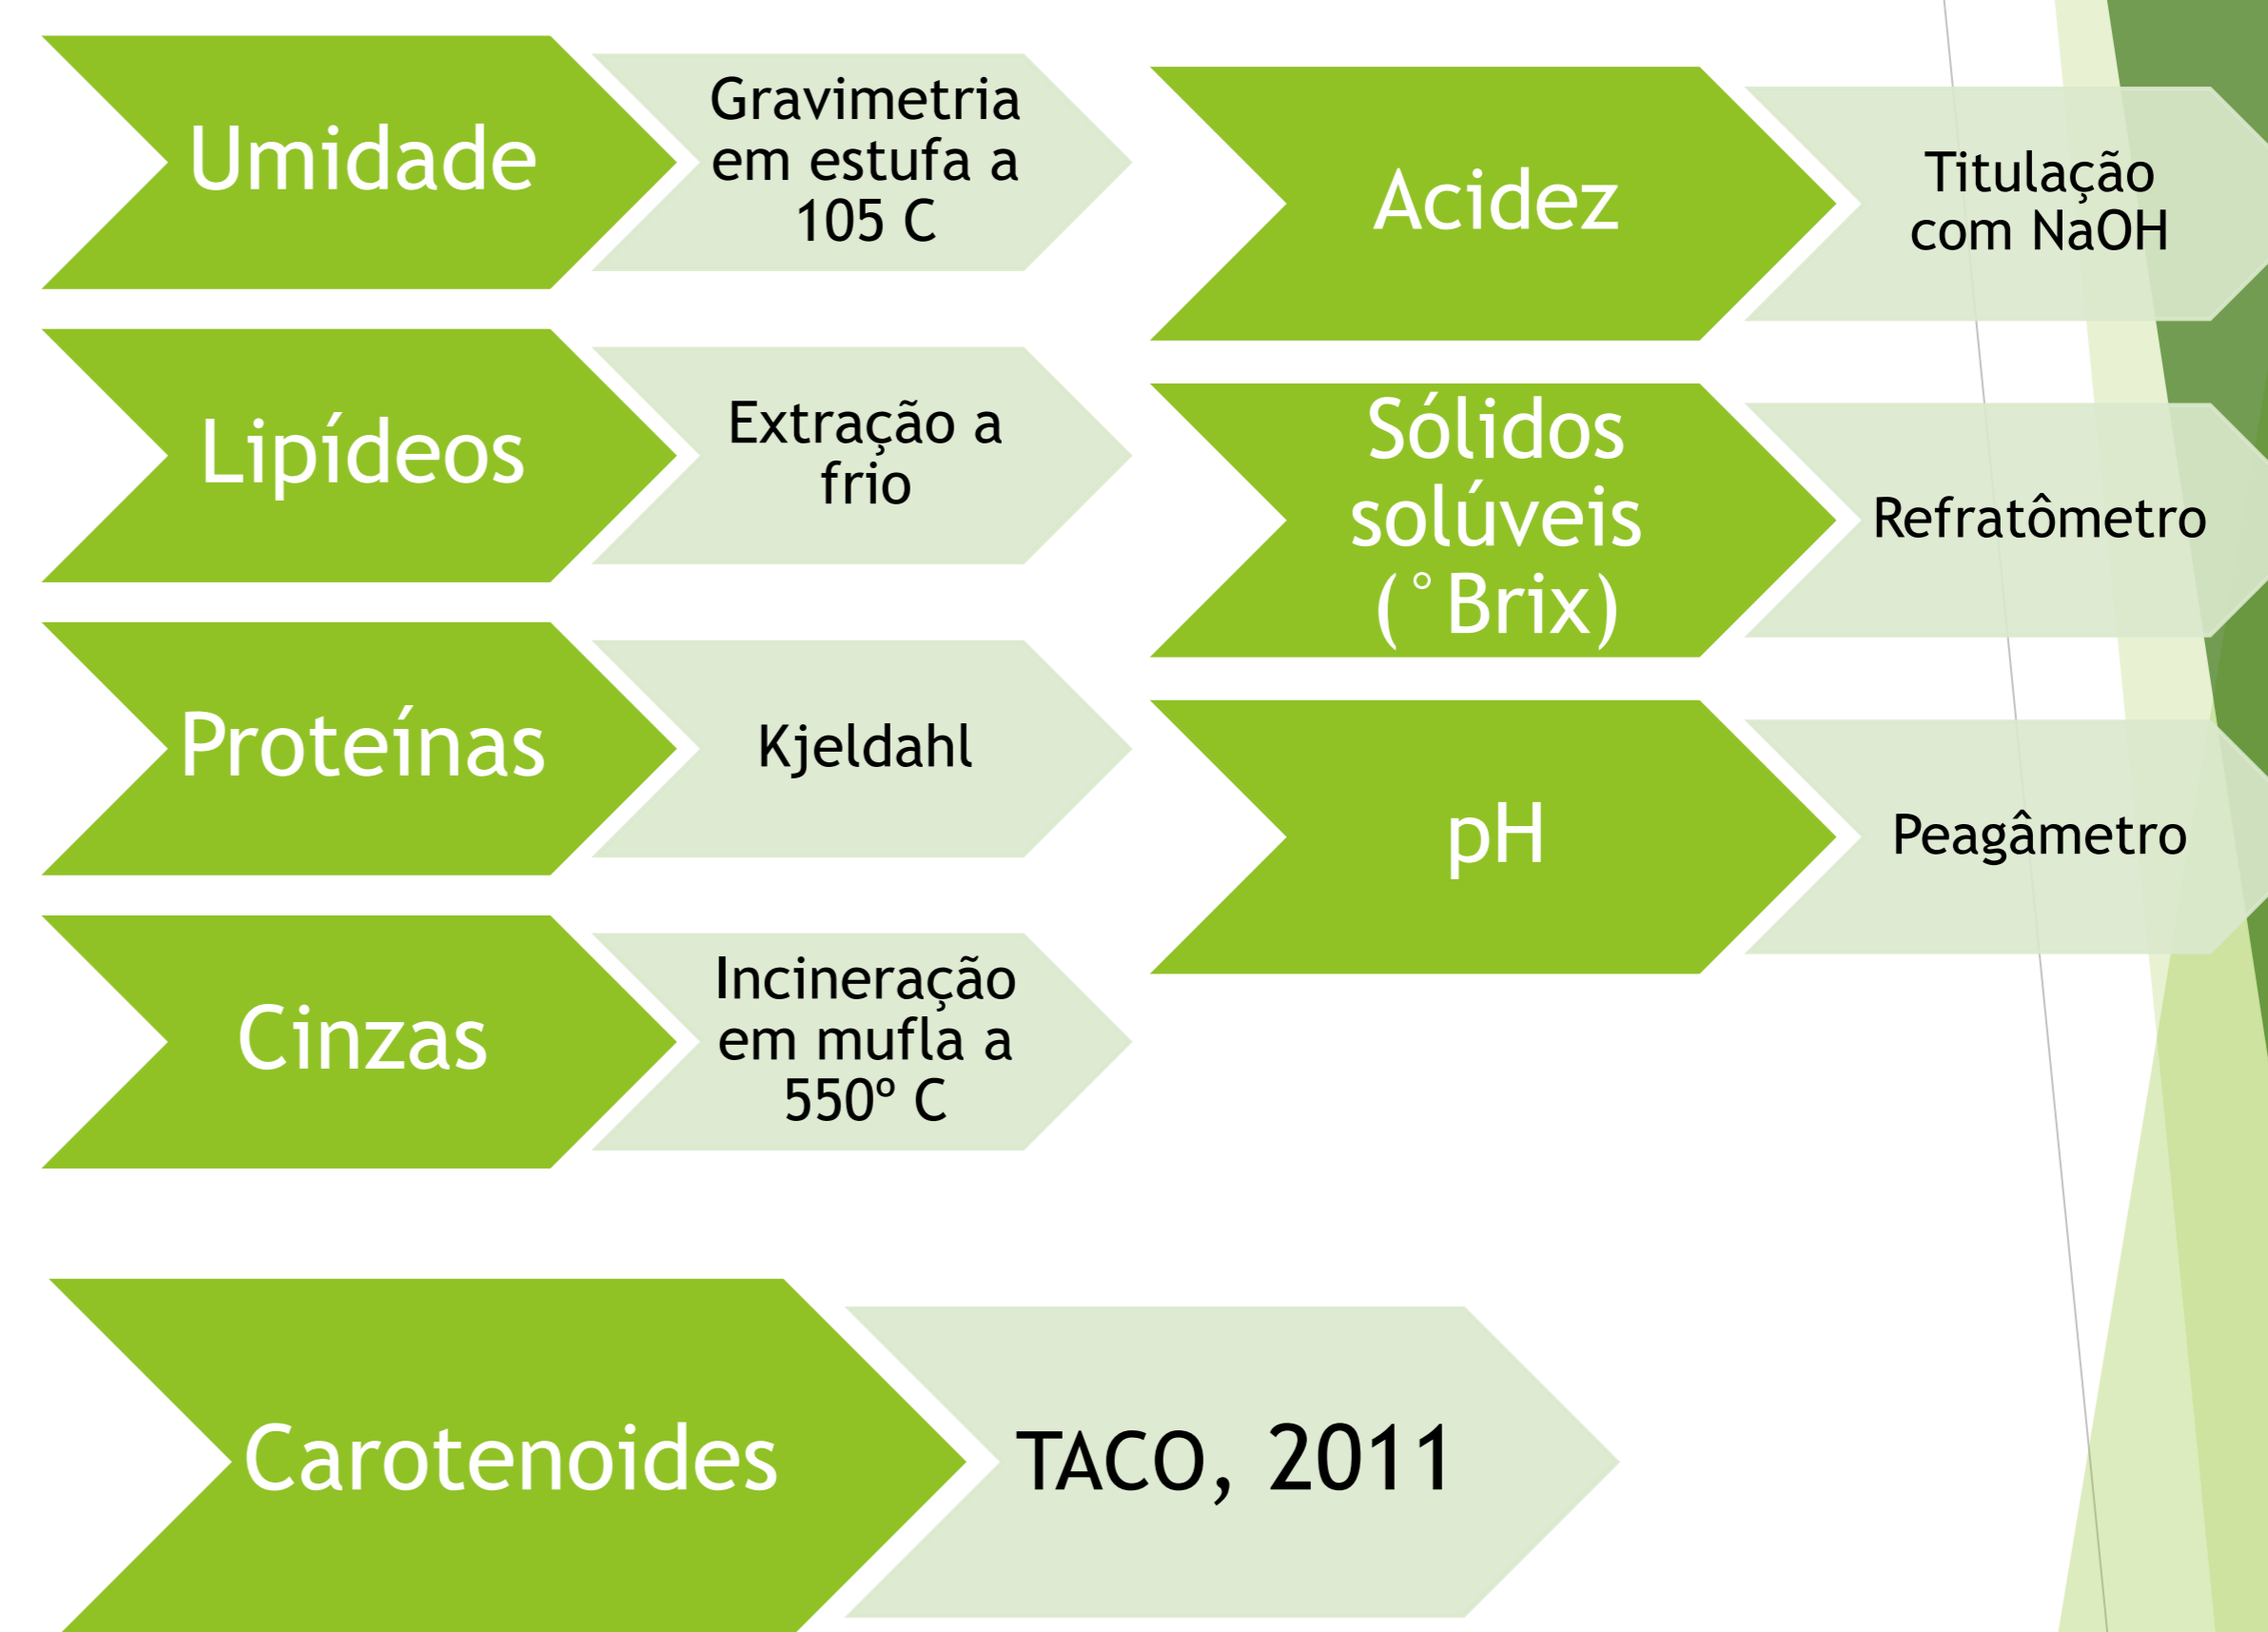 Umidade
Gravimetria
em estufa a
105 C
Lipídeos
Extração a
frio
Proteínas
Kjeldahl
Cinzas
Incineração
em mufla a
550º C
Acidez
Titulação
com NaOH
Sólidos
solúveis
(°Brix)
Refratômetro
pH
Peagâmetro
Carotenoides
TACO, 2011